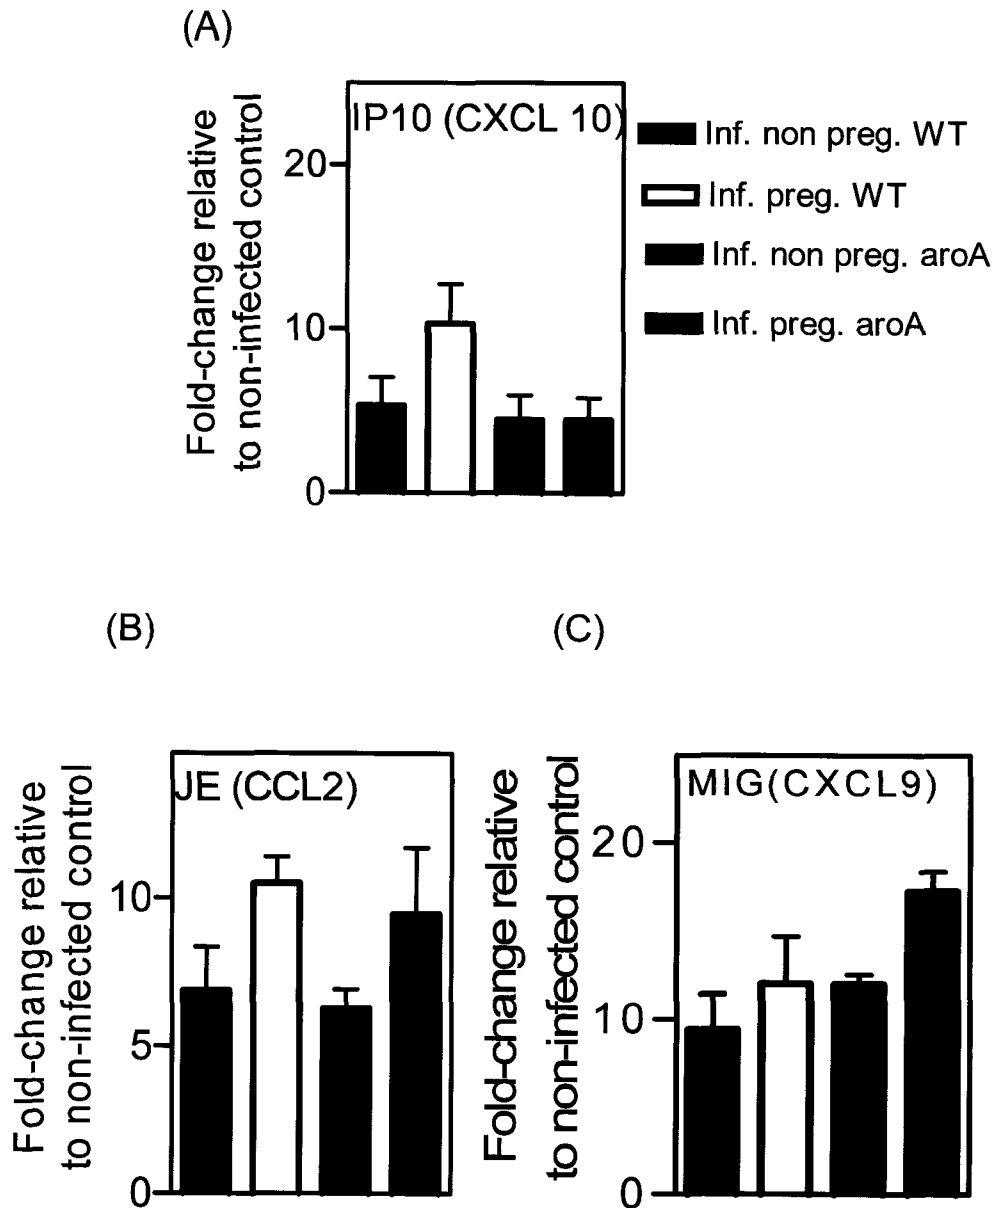 (A)
Fold-change relative
to non-infected control
IP10 (CXCL 10)
20
10
0
Inf. non preg. WT
Inf. preg. WT
Inf. non preg. aroA
Inf. preg. aroA
(B)
Fold-change relative
to non-infected control
JE (CCL2)
10
5
0
(C)
Fold-change relative
to non-infected control
MIG(CXCL9)
20
10
0